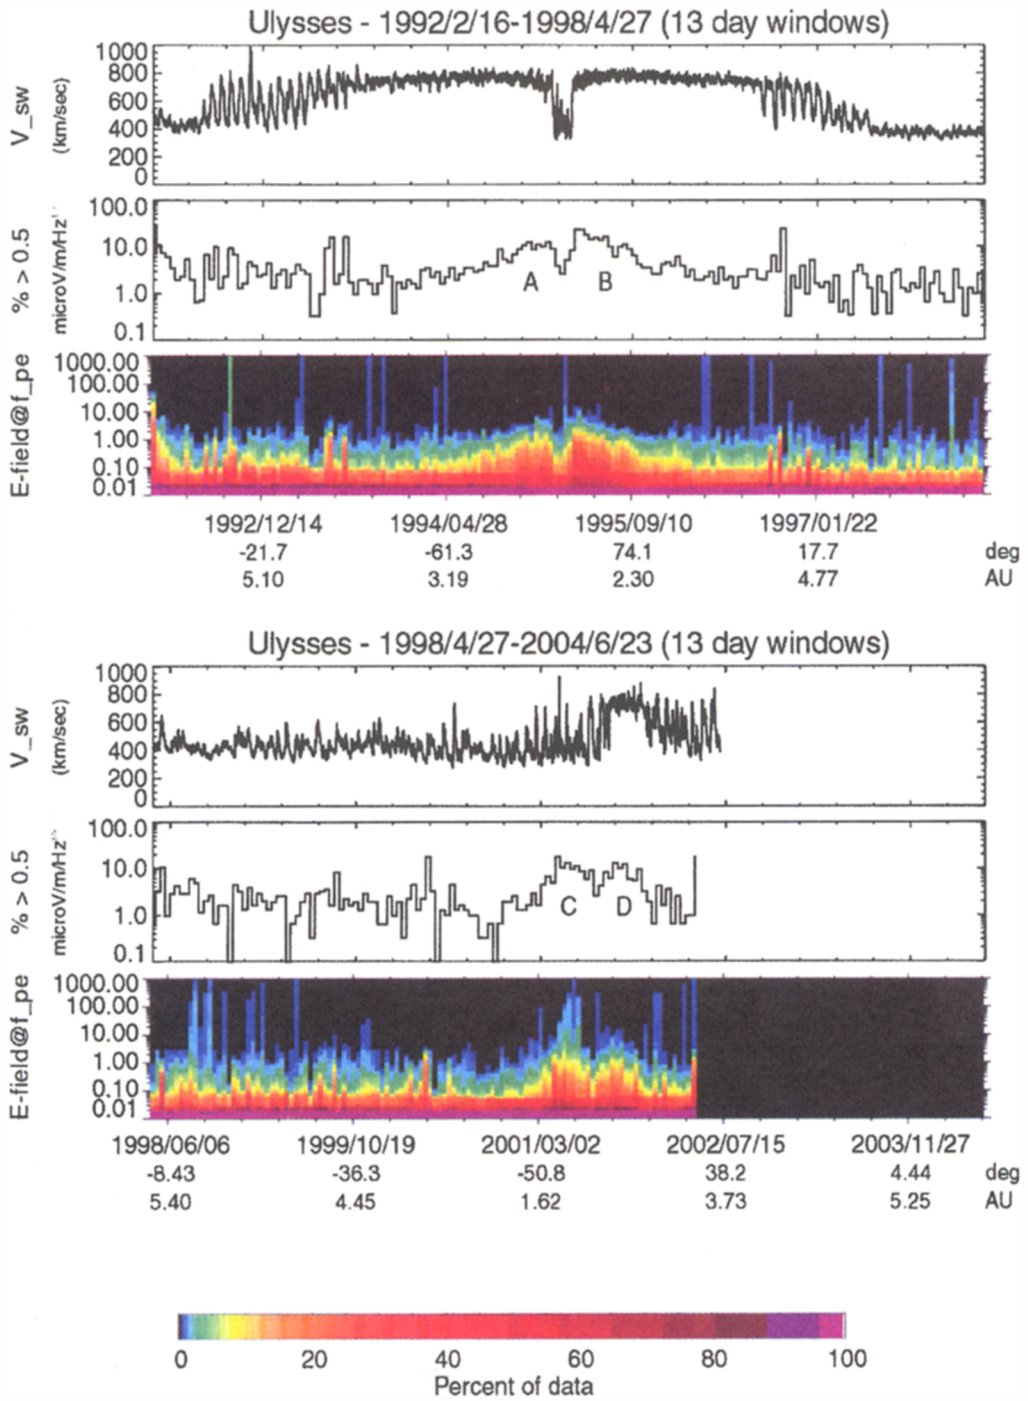 Ulysses - 1992/2/16-1998/4/27 (13 day windows)
V_sw
(km/sec)
1000
800
600
400
200
0
% > 0.5
microV/m/Hz
100.0
10.0
1.0
0.1
A
B
E-field@f_pe
1000.00
100.00
10.00
1.00
0.10
0.01
1992/12/14 1994/04/28 1995/09/10 1997/01/22
-21.7 -61.3 74.1 17.7 deg
5.10 3.19 2.30 4.77 AU
Ulysses - 1998/4/27-2004/6/23 (13 day windows)
V_sw
(km/sec)
1000
800
600
400
200
0
% > 0.5
microV/m/Hz
100.0
10.0
1.0
0.1
C
D
E-field@f_pe
1000.00
100.00
10.00
1.00
0.10
0.01
1998/06/06 1999/10/19 2001/03/02 2002/07/15 2003/11/27
-8.43 -36.3 -50.8 38.2 4.44 deg
5.40 4.45 1.62 3.73 5.25 AU
0 20 40 60 80 100
Percent of data